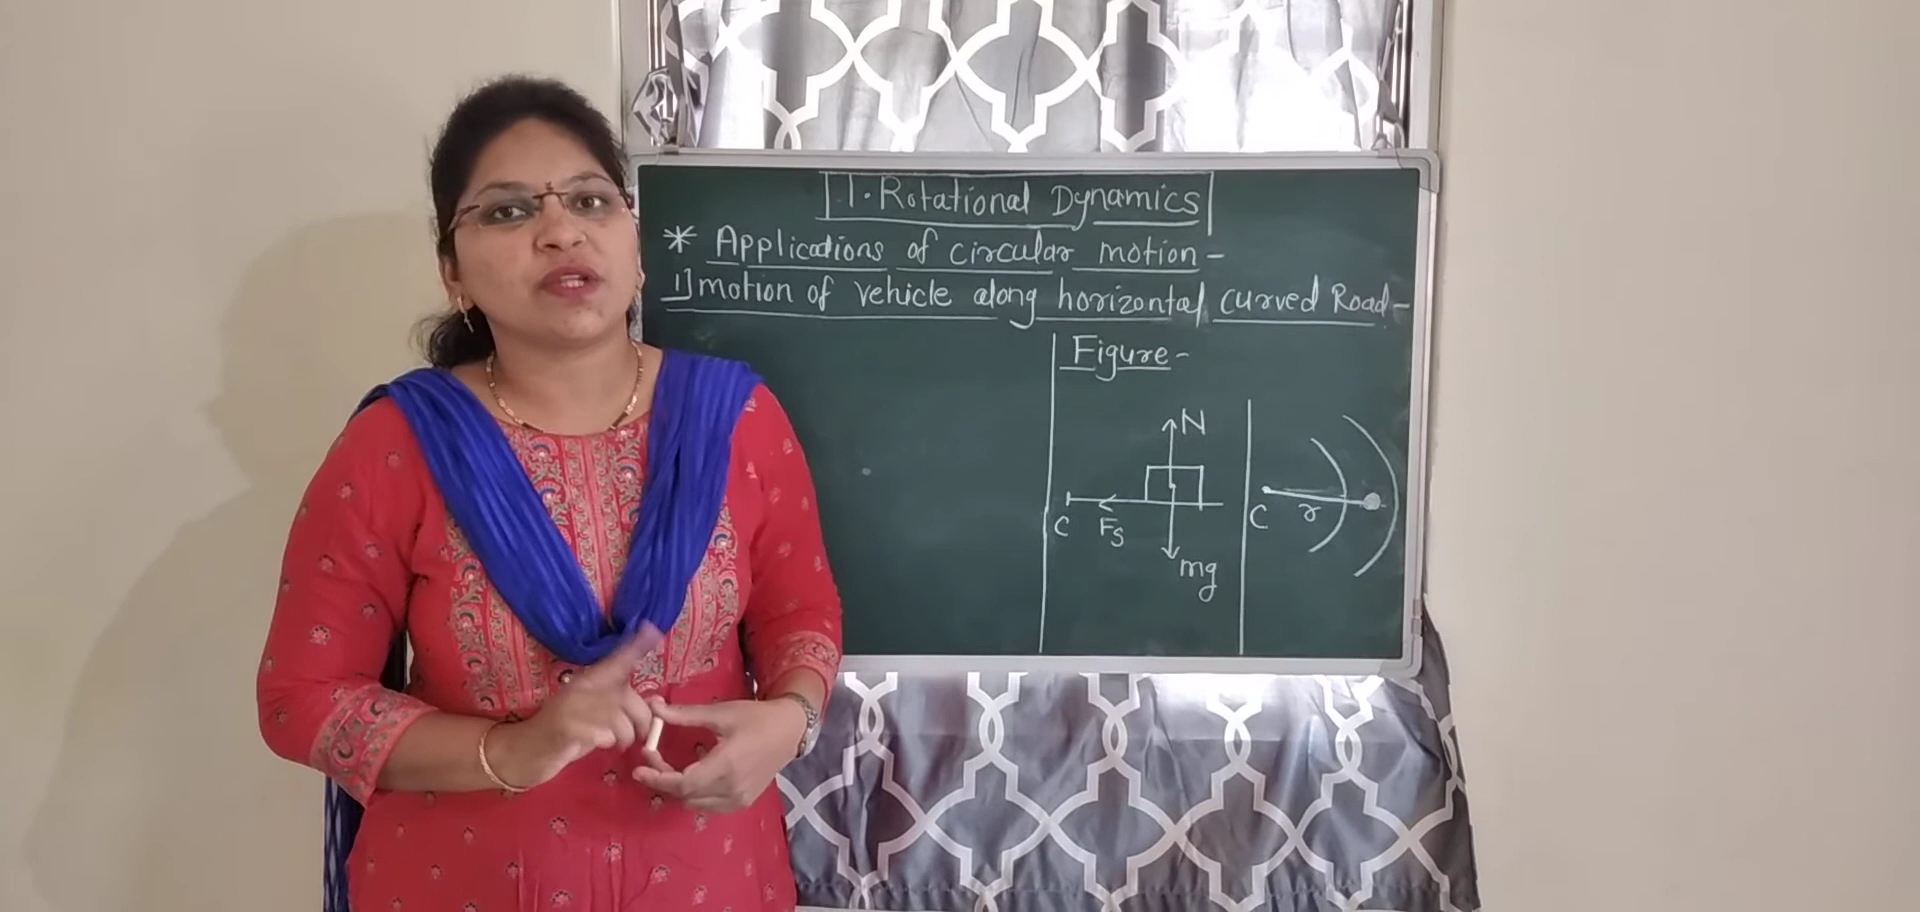 1. Rotational Dynamics
* Applications of circular motion -
1] motion of vehicle along horizontal curved Road -
Figure -
N
C
Fs
mg
C
r